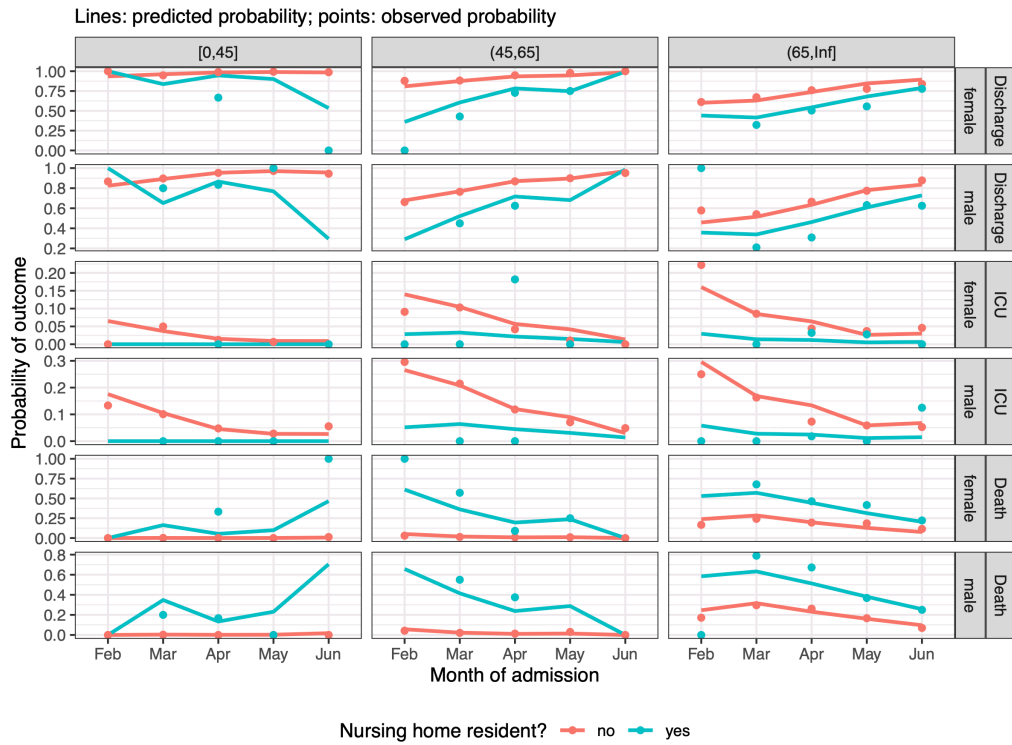 Lines: predicted probability; points: observed probability
[0,45] (45,65] (65,Inf]
1.00
0.75
0.50
0.25
0.00
female
Discharge
1.0
0.8
0.6
0.4
0.2
male
Discharge
0.20
0.15
0.10
0.05
0.00
female
ICU
0.3
0.2
0.1
0.0
male
ICU
1.00
0.75
0.50
0.25
0.00
female
Death
0.8
0.6
0.4
0.2
0.0
male
Death
Probability of outcome
Feb Mar Apr May Jun Feb Mar Apr May Jun Feb Mar Apr May Jun
Month of admission
Nursing home resident? no yes